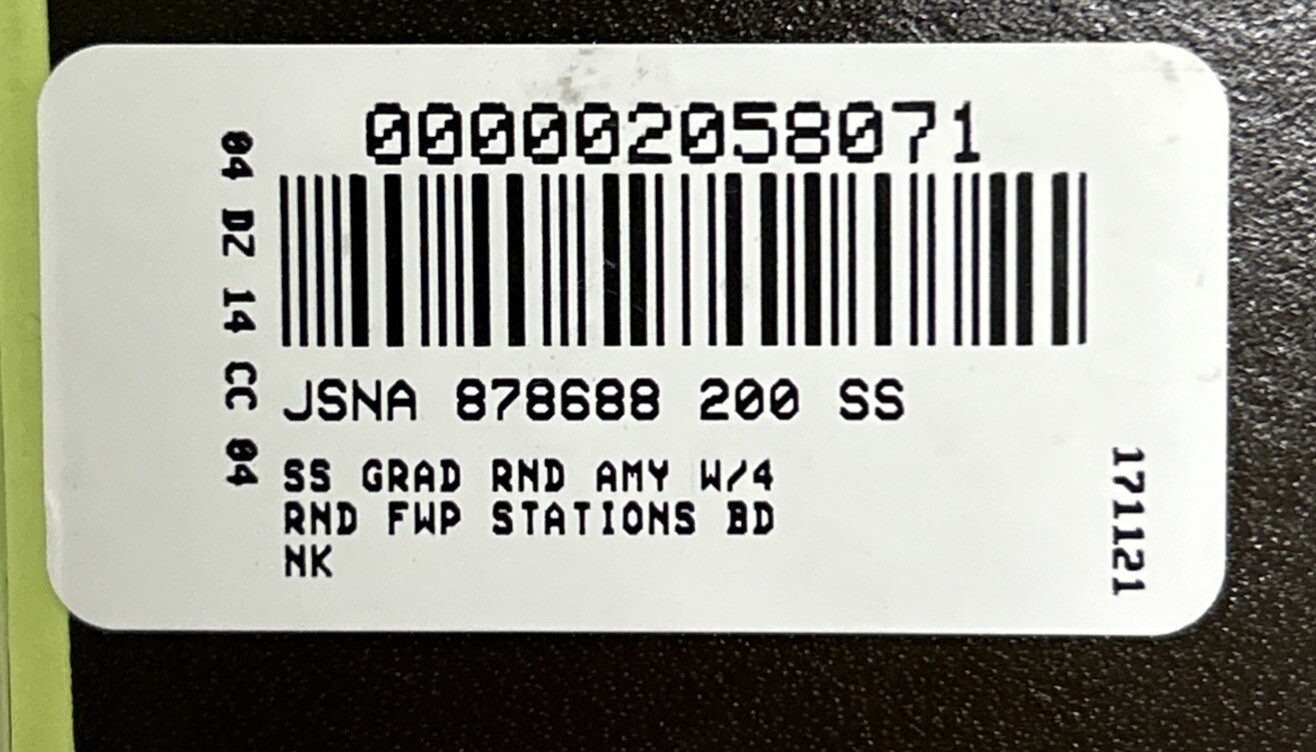 000002058071
04 DZ 14 CC 04
JSNA 878688 200 SS
SS GRAD RND AMY W/4
RND FWP STATIONS BD
NK
171121